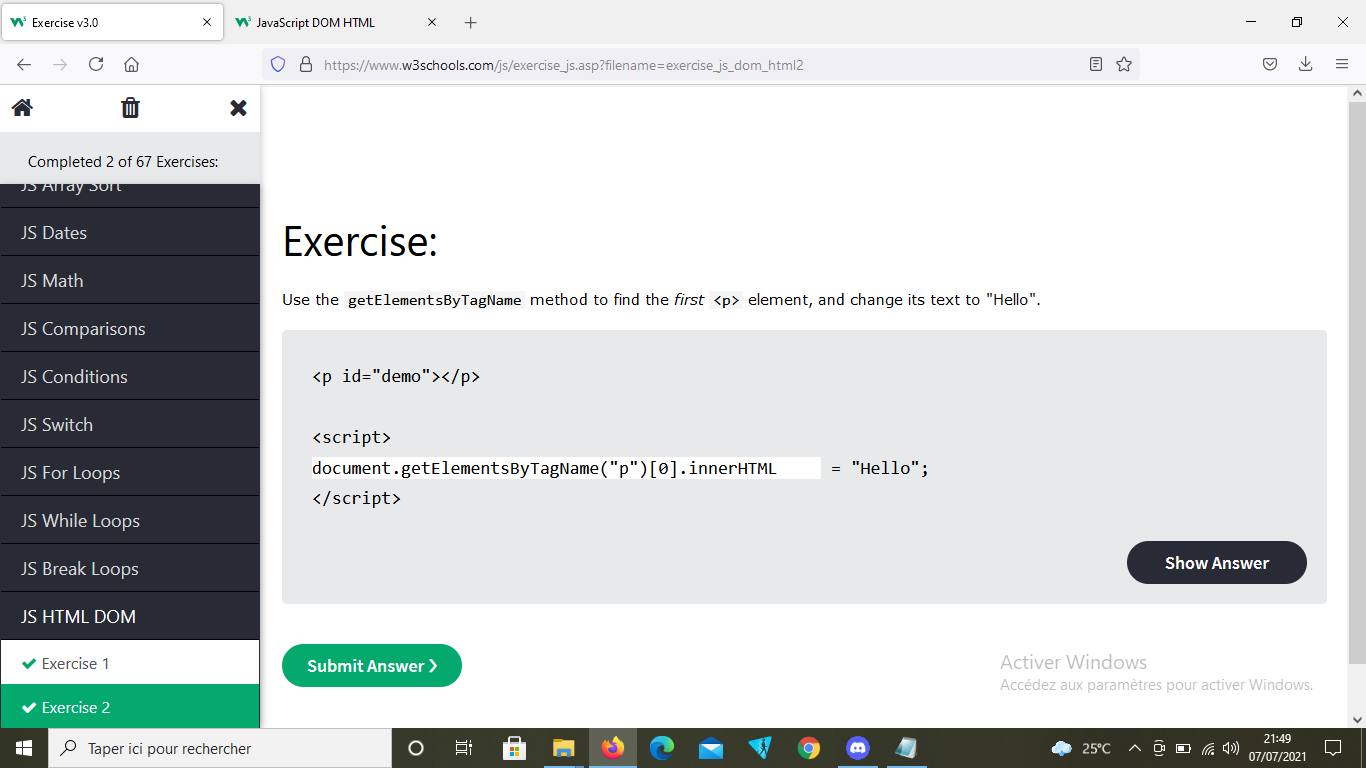 Exercise v3.0
JavaScript DOM HTML
https://www.w3schools.com/js/exercise_js.asp?filename=exercise_js_dom_html2
Completed 2 of 67 Exercises:
JS Array Sort
JS Dates
JS Math
JS Comparisons
JS Conditions
JS Switch
JS For Loops
JS While Loops
JS Break Loops
JS HTML DOM
Exercise 1
Exercise 2
Exercise:
Use the getElementsByTagName method to find the first <p> element, and change its text to "Hello".
<p id="demo"></p>
<script>
document.getElementsByTagName("p")[0].innerHTML = "Hello";
</script>
Show Answer
Submit Answer ❯
Activer Windows
Accédez aux paramètres pour activer Windows.
Taper ici pour rechercher
25°C
21:49
07/07/2021